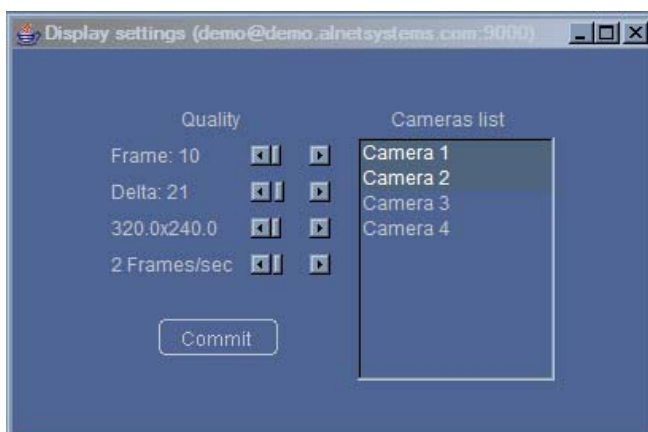 Display settings (demo@demo.alnetsystems.com:9000)
Quality
Frame: 10
Delta: 21
320.0x240.0
2 Frames/sec
Commit
Cameras list
Camera 1
Camera 2
Camera 3
Camera 4